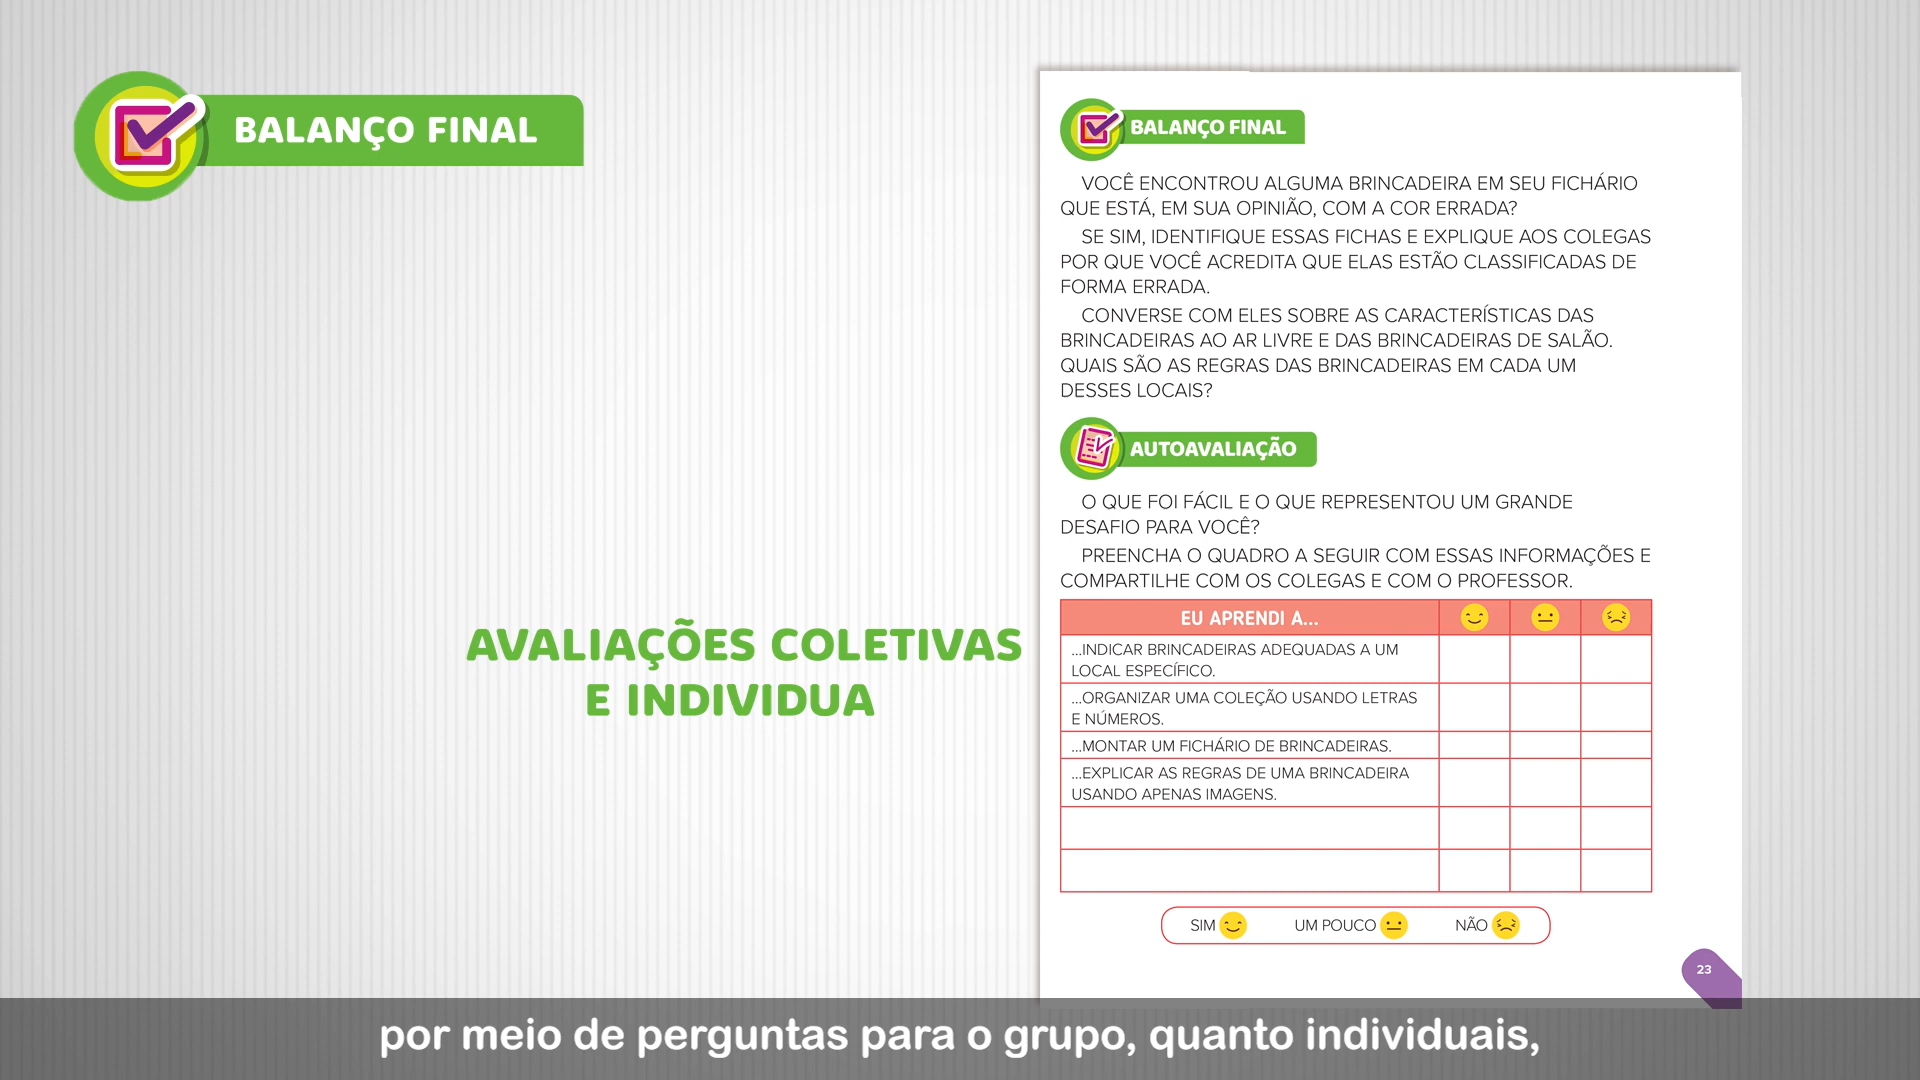 BALANÇO FINAL
AVALIAÇÕES COLETIVAS
E INDIVIDUA
BALANÇO FINAL
VOCÊ ENCONTROU ALGUMA BRINCADEIRA EM SEU FICHÁRIO
QUE ESTÁ, EM SUA OPINIÃO, COM A COR ERRADA?
SE SIM, IDENTIFIQUE ESSAS FICHAS E EXPLIQUE AOS COLEGAS
POR QUE VOCÊ ACREDITA QUE ELAS ESTÃO CLASSIFICADAS DE
FORMA ERRADA.
CONVERSE COM ELES SOBRE AS CARACTERÍSTICAS DAS
BRINCADEIRAS AO AR LIVRE E DAS BRINCADEIRAS DE SALÃO.
QUAIS SÃO AS REGRAS DAS BRINCADEIRAS EM CADA UM
DESSES LOCAIS?
AUTOAVALIAÇÃO
O QUE FOI FÁCIL E O QUE REPRESENTOU UM GRANDE
DESAFIO PARA VOCÊ?
PREENCHA O QUADRO A SEGUIR COM ESSAS INFORMAÇÕES E
COMPARTILHE COM OS COLEGAS E COM O PROFESSOR.
EU APRENDI A...
...INDICAR BRINCADEIRAS ADEQUADAS A UM
LOCAL ESPECÍFICO.
...ORGANIZAR UMA COLEÇÃO USANDO LETRAS
E NÚMEROS.
...MONTAR UM FICHÁRIO DE BRINCADEIRAS.
...EXPLICAR AS REGRAS DE UMA BRINCADEIRA
USANDO APENAS IMAGENS.
SIM UM POUCO NÃO
23
por meio de perguntas para o grupo, quanto individuais,